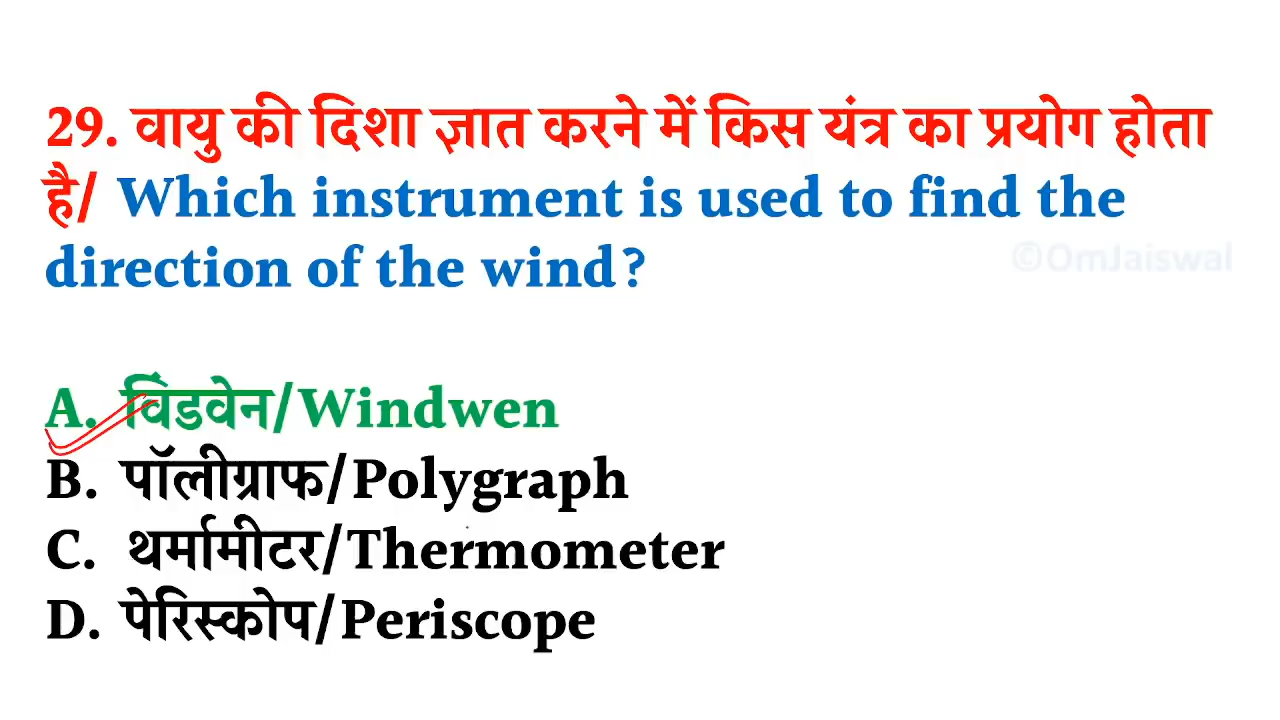 29. वायु की दिशा ज्ञात करने में किस यंत्र का प्रयोग होता
है/ Which instrument is used to find the
direction of the wind?
©OmJaiswal
A. विंडवेन/Windwen
B. पॉलीग्राफ/Polygraph
C. थर्मामीटर/Thermometer
D. पेरिस्कोप/Periscope